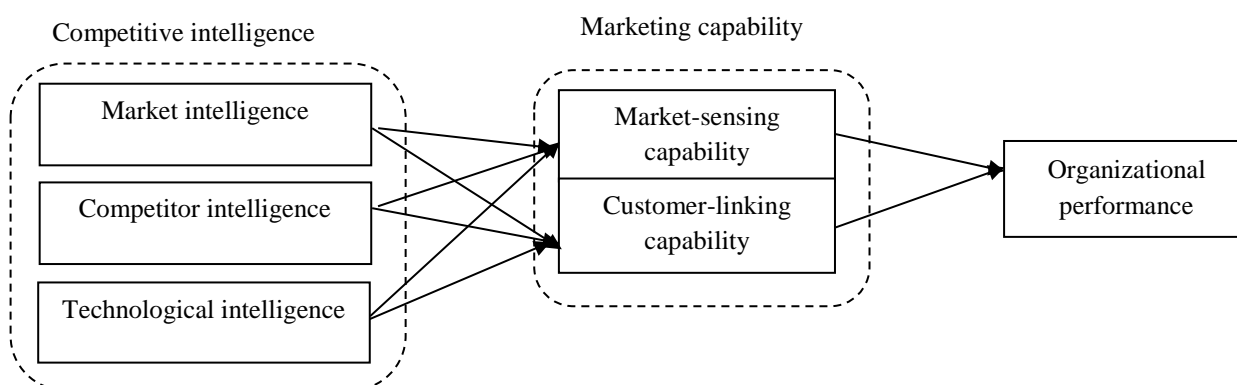 Competitive intelligence
Marketing capability
Market intelligence
Competitor intelligence
Technological intelligence
Market-sensing
capability
Customer-linking
capability
Organizational
performance